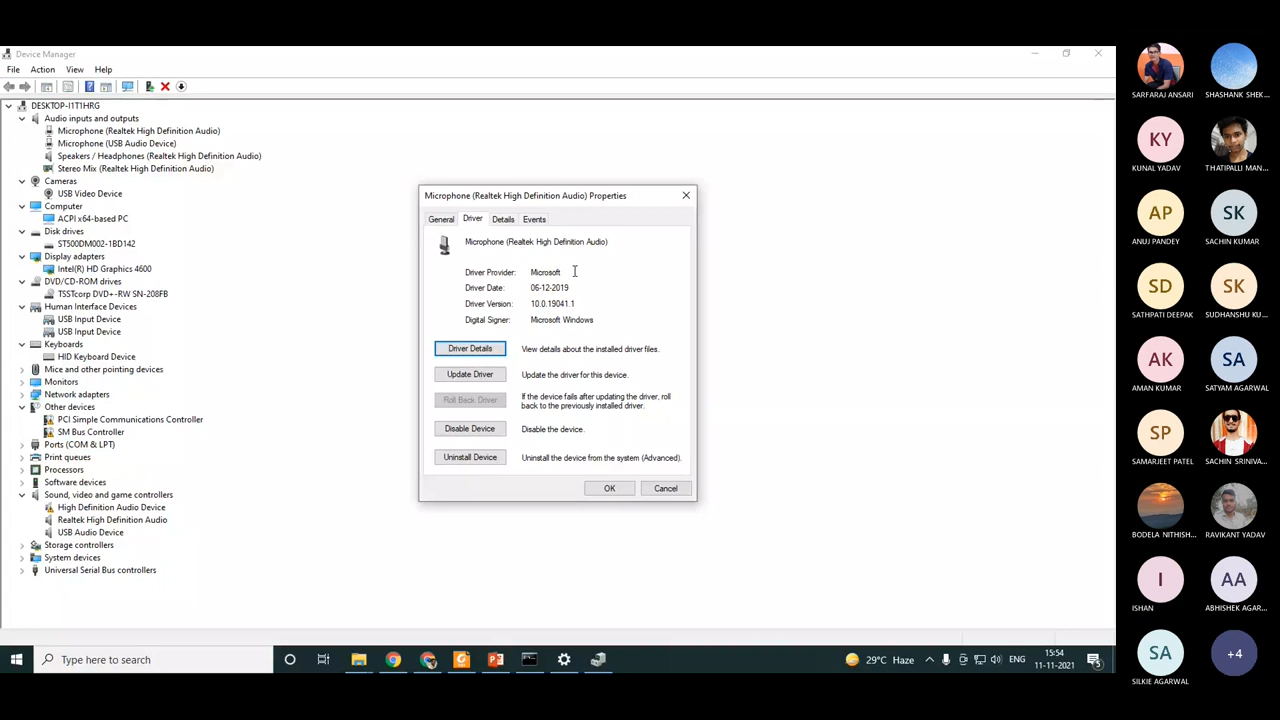 Device Manager
File Action View Help
DESKTOP-I1T1HRG
Audio inputs and outputs
Microphone (Realtek High Definition Audio)
Microphone (USB Audio Device)
Speakers / Headphones (Realtek High Definition Audio)
Stereo Mix (Realtek High Definition Audio)
Cameras
USB Video Device
Computer
ACPI x64-based PC
Disk drives
ST500DM002-1BD142
Display adapters
Intel(R) HD Graphics 4600
DVD/CD-ROM drives
TSSTcorp DVD+-RW SN-208FB
Human Interface Devices
USB Input Device
USB Input Device
Keyboards
HID Keyboard Device
Mice and other pointing devices
Monitors
Network adapters
Other devices
PCI Simple Communications Controller
SM Bus Controller
Ports (COM & LPT)
Print queues
Processors
Software devices
Sound, video and game controllers
High Definition Audio Device
Realtek High Definition Audio
USB Audio Device
Storage controllers
System devices
Universal Serial Bus controllers
Microphone (Realtek High Definition Audio) Properties
General Driver Details Events
Microphone (Realtek High Definition Audio)
Driver Provider: Microsoft
Driver Date: 06-12-2019
Driver Version: 10.0.19041.1
Digital Signer: Microsoft Windows
Driver Details View details about the installed driver files.
Update Driver Update the driver for this device.
Roll Back Driver If the device fails after updating the driver, roll
back to the previously installed driver.
Disable Device Disable the device.
Uninstall Device Uninstall the device from the system (Advanced).
OK Cancel
Type here to search
29°C Haze
ENG
15:54
11-11-2021
5
SARFARAJ ANSARI
SHASHANK SHEK...
KY
KUNAL YADAV
THATIPALLI MAN...
AP
ANUJ PANDEY
SK
SACHIN KUMAR
SD
SATHPATI DEEPAK
SK
SUDHANSHU KU...
AK
AMAN KUMAR
SA
SATYAM AGARWAL
SP
SAMARJEET PATEL
SACHIN SRINIVA...
BODELA NITHISH...
RAVIKANT YADAV
I
ISHAN
AA
ABHISHEK AGAR...
SA
SILKIE AGARWAL
+4